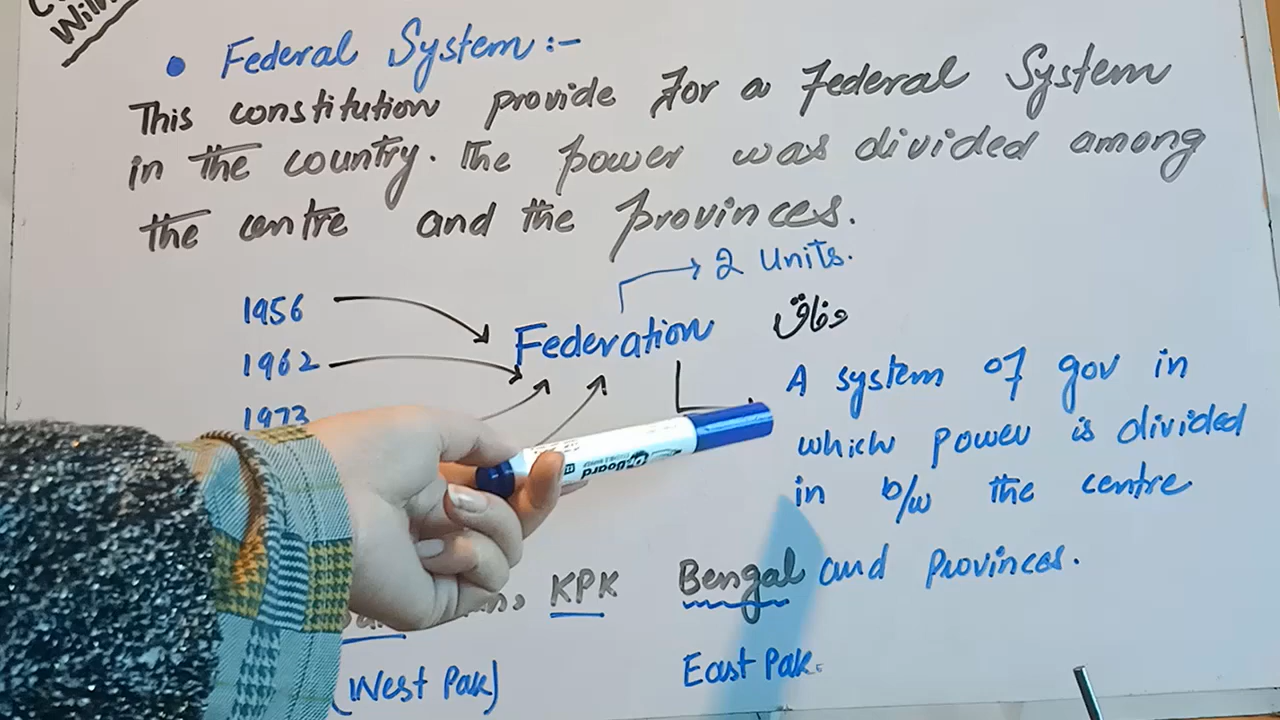 • Federal System :-
This constitution provide For a Federal System
in the country. The power was divided among
the centre and the provinces.
→ 2 Units.
1956
Federation
وفاق
1962
A system of gov in
1973
which power is divided
in b/w the centre
KPK
Bengal and Provinces.
(West Pak)
East Pak.